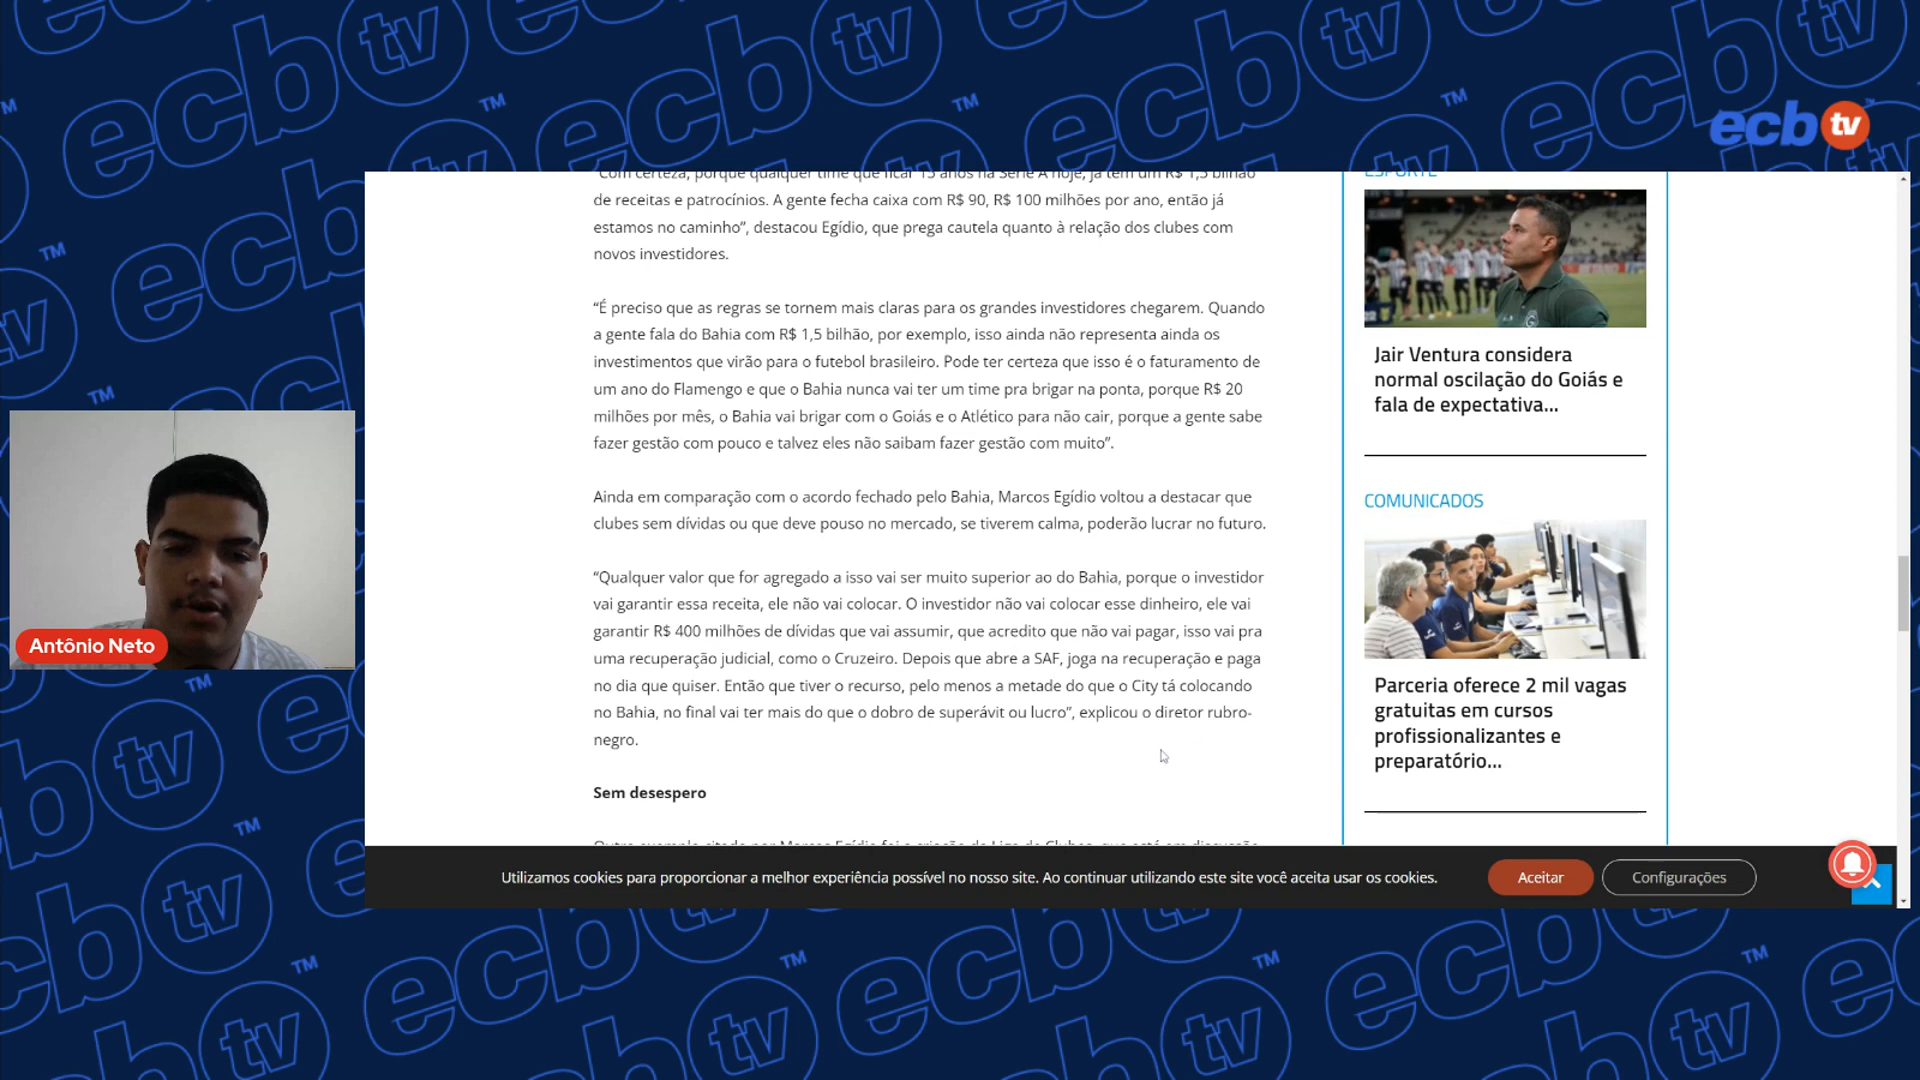 ecb tv
"Com certeza, porque qualquer time que ficar 15 anos na Série A hoje, já tem um R$ 1,5 bilhão
de receitas e patrocínios. A gente fecha caixa com R$ 90, R$ 100 milhões por ano, então já
estamos no caminho”, destacou Egídio, que prega cautela quanto à relação dos clubes com
novos investidores.
“É preciso que as regras se tornem mais claras para os grandes investidores chegarem. Quando
a gente fala do Bahia com R$ 1,5 bilhão, por exemplo, isso ainda não representa ainda os
investimentos que virão para o futebol brasileiro. Pode ter certeza que isso é o faturamento de
um ano do Flamengo e que o Bahia nunca vai ter um time pra brigar na ponta, porque R$ 20
milhões por mês, o Bahia vai brigar com o Goiás e o Atlético para não cair, porque a gente sabe
fazer gestão com pouco e talvez eles não saibam fazer gestão com muito”.
Ainda em comparação com o acordo fechado pelo Bahia, Marcos Egídio voltou a destacar que
clubes sem dívidas ou que deve pouso no mercado, se tiverem calma, poderão lucrar no futuro.
“Qualquer valor que for agregado a isso vai ser muito superior ao do Bahia, porque o investidor
vai garantir essa receita, ele não vai colocar. O investidor não vai colocar esse dinheiro, ele vai
garantir R$ 400 milhões de dívidas que vai assumir, que acredito que não vai pagar, isso vai pra
uma recuperação judicial, como o Cruzeiro. Depois que abre a SAF, joga na recuperação e paga
no dia que quiser. Então que tiver o recurso, pelo menos a metade do que o City tá colocando
no Bahia, no final vai ter mais do que o dobro de superávit ou lucro”, explicou o diretor rubro-
negro.
Sem desespero
Outro exemplo citado por Marcos Egídio foi a criação da Liga de Clubes, que está em discussão
ESPORTE
Jair Ventura considera
normal oscilação do Goiás e
fala de expectativa...
COMUNICADOS
Parceria oferece 2 mil vagas
gratuitas em cursos
profissionalizantes e
preparatório...
Antônio Neto
Utilizamos cookies para proporcionar a melhor experiência possível no nosso site. Ao continuar utilizando este site você aceita usar os cookies.
Aceitar
Configurações